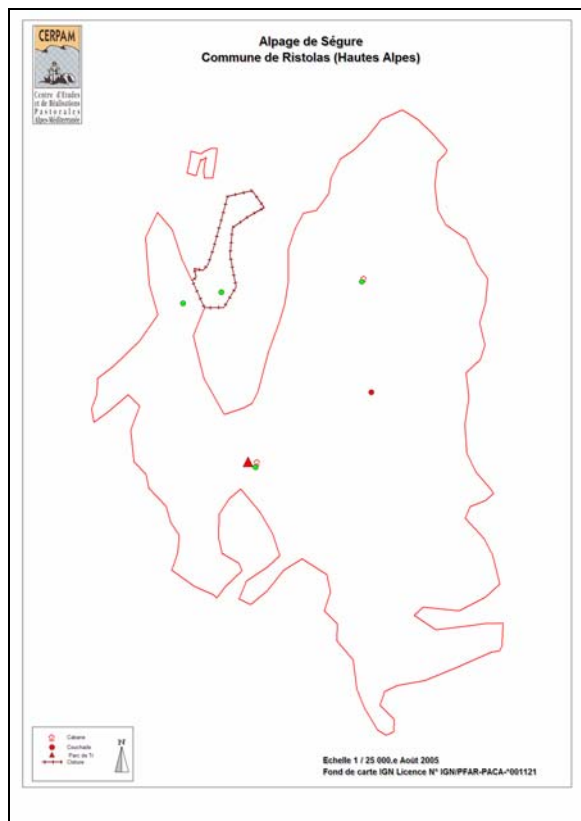 CERPAM
Centre d'Etudes
et de Réalisations
Pastorales
Alpes-Méditerranée
Alpage de Ségure
Commune de Ristolas (Hautes Alpes)
Cabane
Couchade
Parc de Tri
Clôture
N
Echelle 1 / 25 000.e Août 2005
Fond de carte IGN Licence N° IGN/PFAR-PACA-°001121